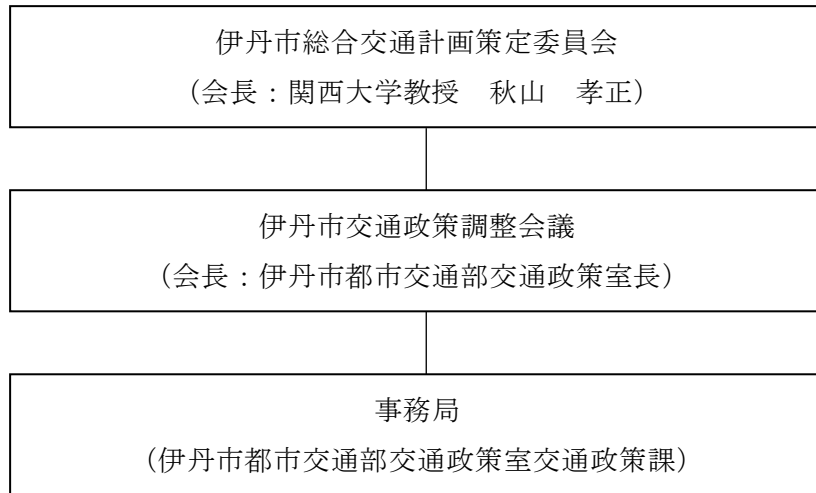 伊丹市総合交通計画策定委員会
（会長：関西大学教授　秋山　孝正）
伊丹市交通政策調整会議
（会長：伊丹市都市交通部交通政策室長）
事務局
（伊丹市都市交通部交通政策室交通政策課）